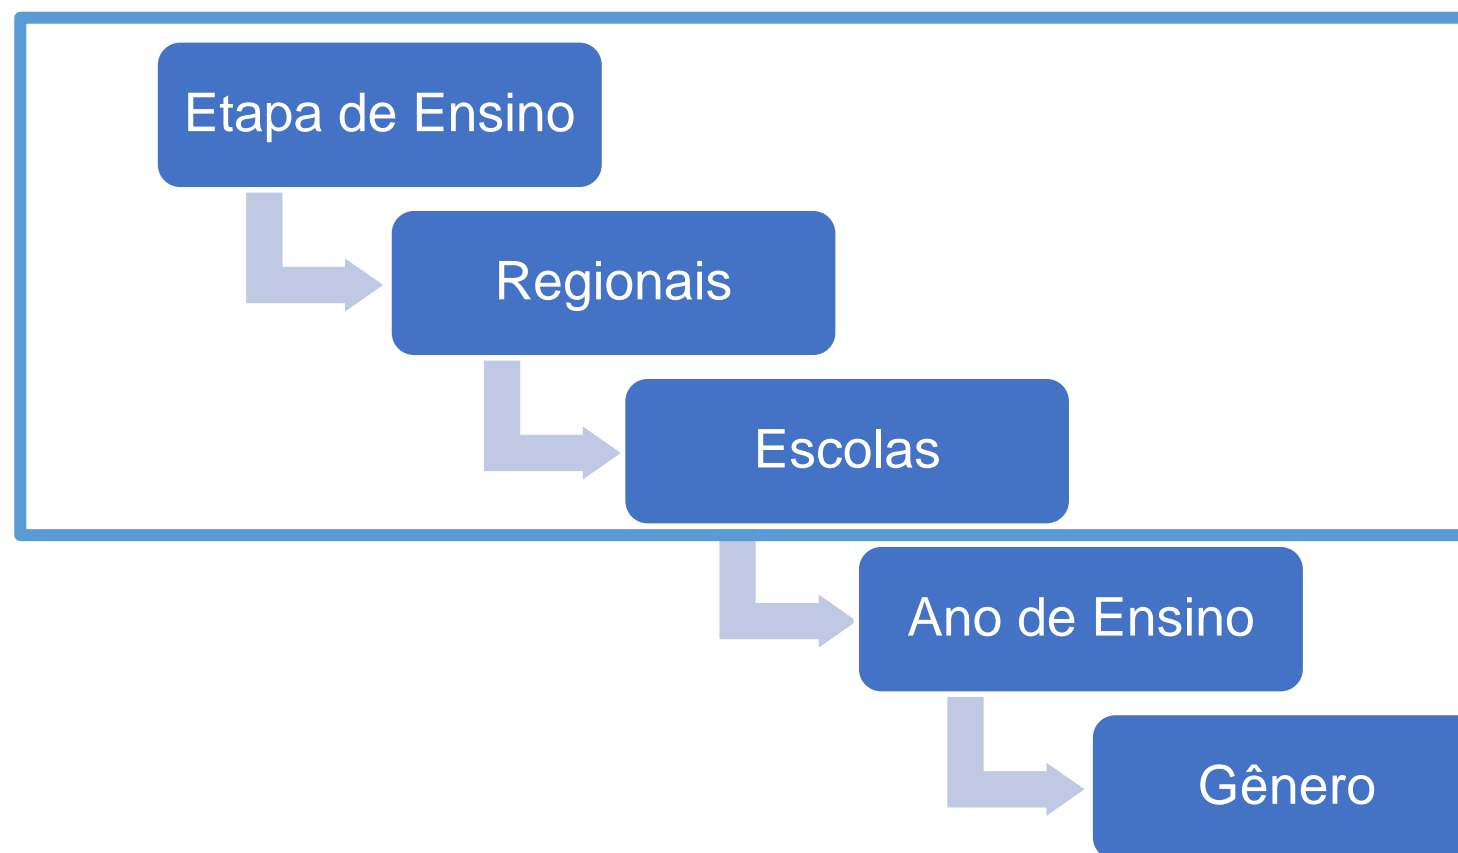 Etapa de Ensino
Regionais
Escolas
Ano de Ensino
Gênero